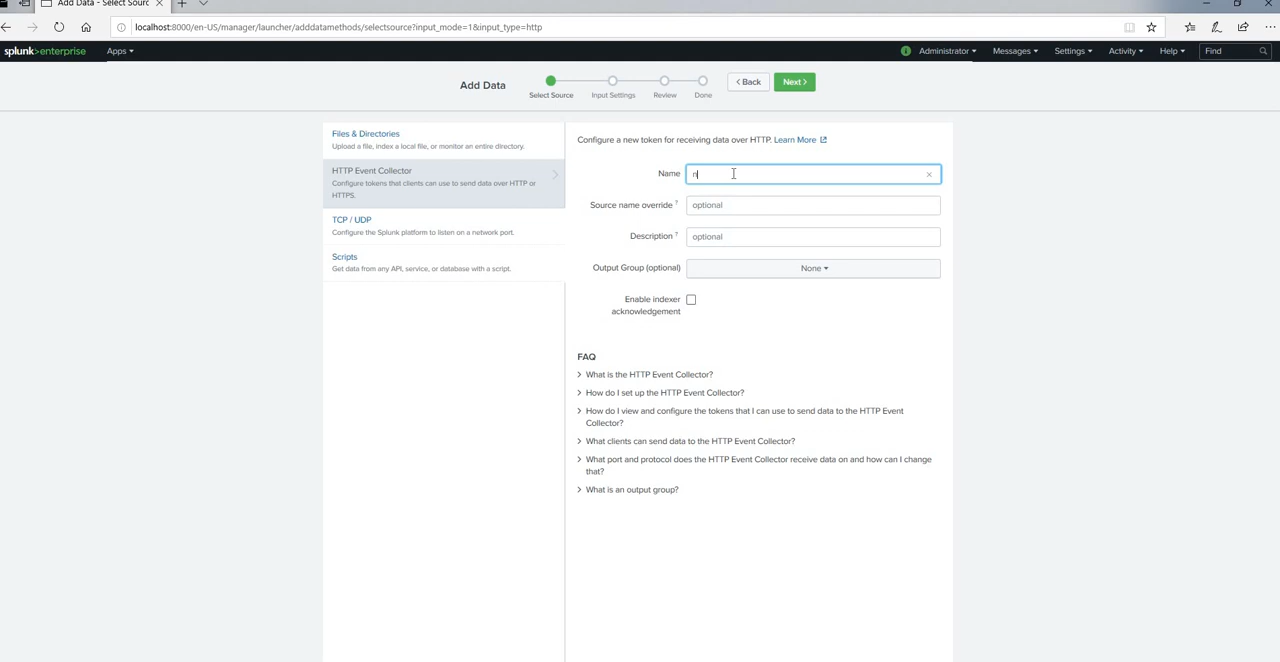 Add Data - Select Sourc
localhost:8000/en-US/manager/launcher/adddatamethods/selectsource?input_mode=1&input_type=http
splunk>enterprise Apps Administrator Messages Settings Activity Help Find
Add Data
Select Source Input Settings Review Done
< Back
Next >
Files & Directories
Upload a file, index a local file, or monitor an entire directory.
HTTP Event Collector
Configure tokens that clients can use to send data over HTTP or
HTTPS.
TCP / UDP
Configure the Splunk platform to listen on a network port.
Scripts
Get data from any API, service, or database with a script.
Configure a new token for receiving data over HTTP. Learn More
Name n
Source name override ? optional
Description ? optional
Output Group (optional) None
Enable indexer
acknowledgement
FAQ
> What is the HTTP Event Collector?
> How do I set up the HTTP Event Collector?
> How do I view and configure the tokens that I can use to send data to the HTTP Event
Collector?
> What clients can send data to the HTTP Event Collector?
> What port and protocol does the HTTP Event Collector receive data on and how can I change
that?
> What is an output group?